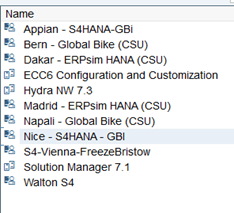 Name
Appian - S4HANA-GBi
Bern - Global Bike (CSU)
Dakar - ERPsim HANA (CSU)
ECC6 Configuration and Customization
Hydra NW 7.3
Madrid - ERPsim HANA (CSU)
Napali - Global Bike (CSU)
Nice - S4HANA - GBI
S4-Vienna-FreezeBristow
Solution Manager 7.1
Walton S4